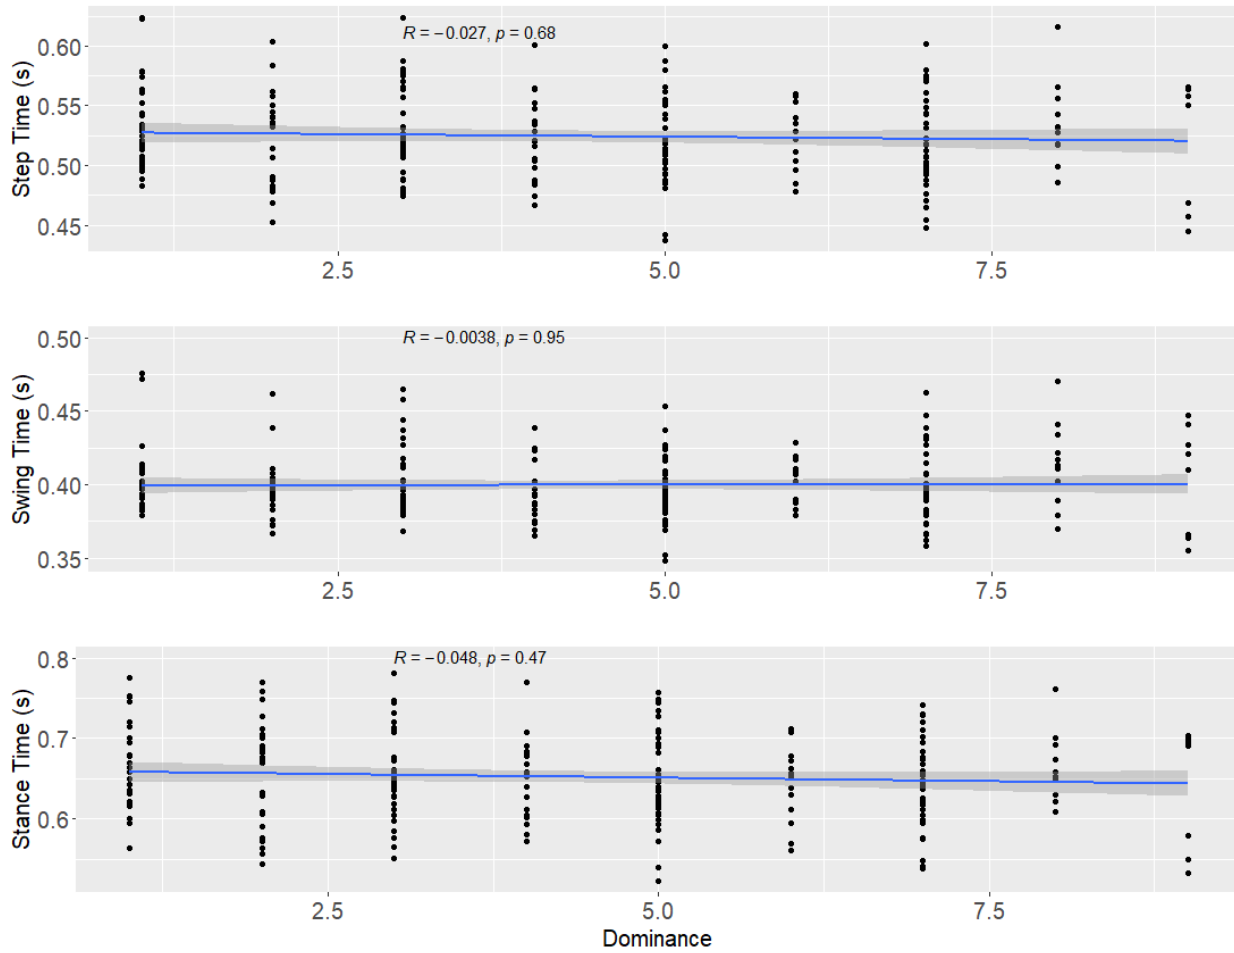 Step Time (s)
0.60
0.55
0.50
0.45
R = −0.027, p = 0.68
2.5 5.0 7.5
Swing Time (s)
0.50
0.45
0.40
0.35
R = −0.0038, p = 0.95
2.5 5.0 7.5
Stance Time (s)
0.8
0.7
0.6
R = −0.048, p = 0.47
2.5 5.0 7.5
Dominance